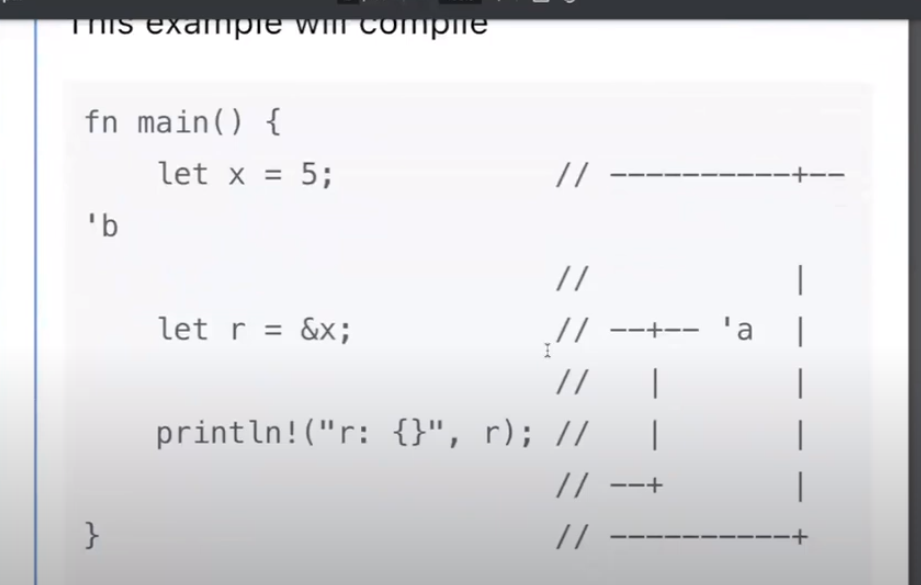 This example will compile
fn main() {
    let x = 5;            // ----------+--
'b
                          //           |
    let r = &x;           // --+-- 'a  |
                          //   |       |
    println!("r: {}", r); //   |       |
                          // --+       |
}                         // ----------+